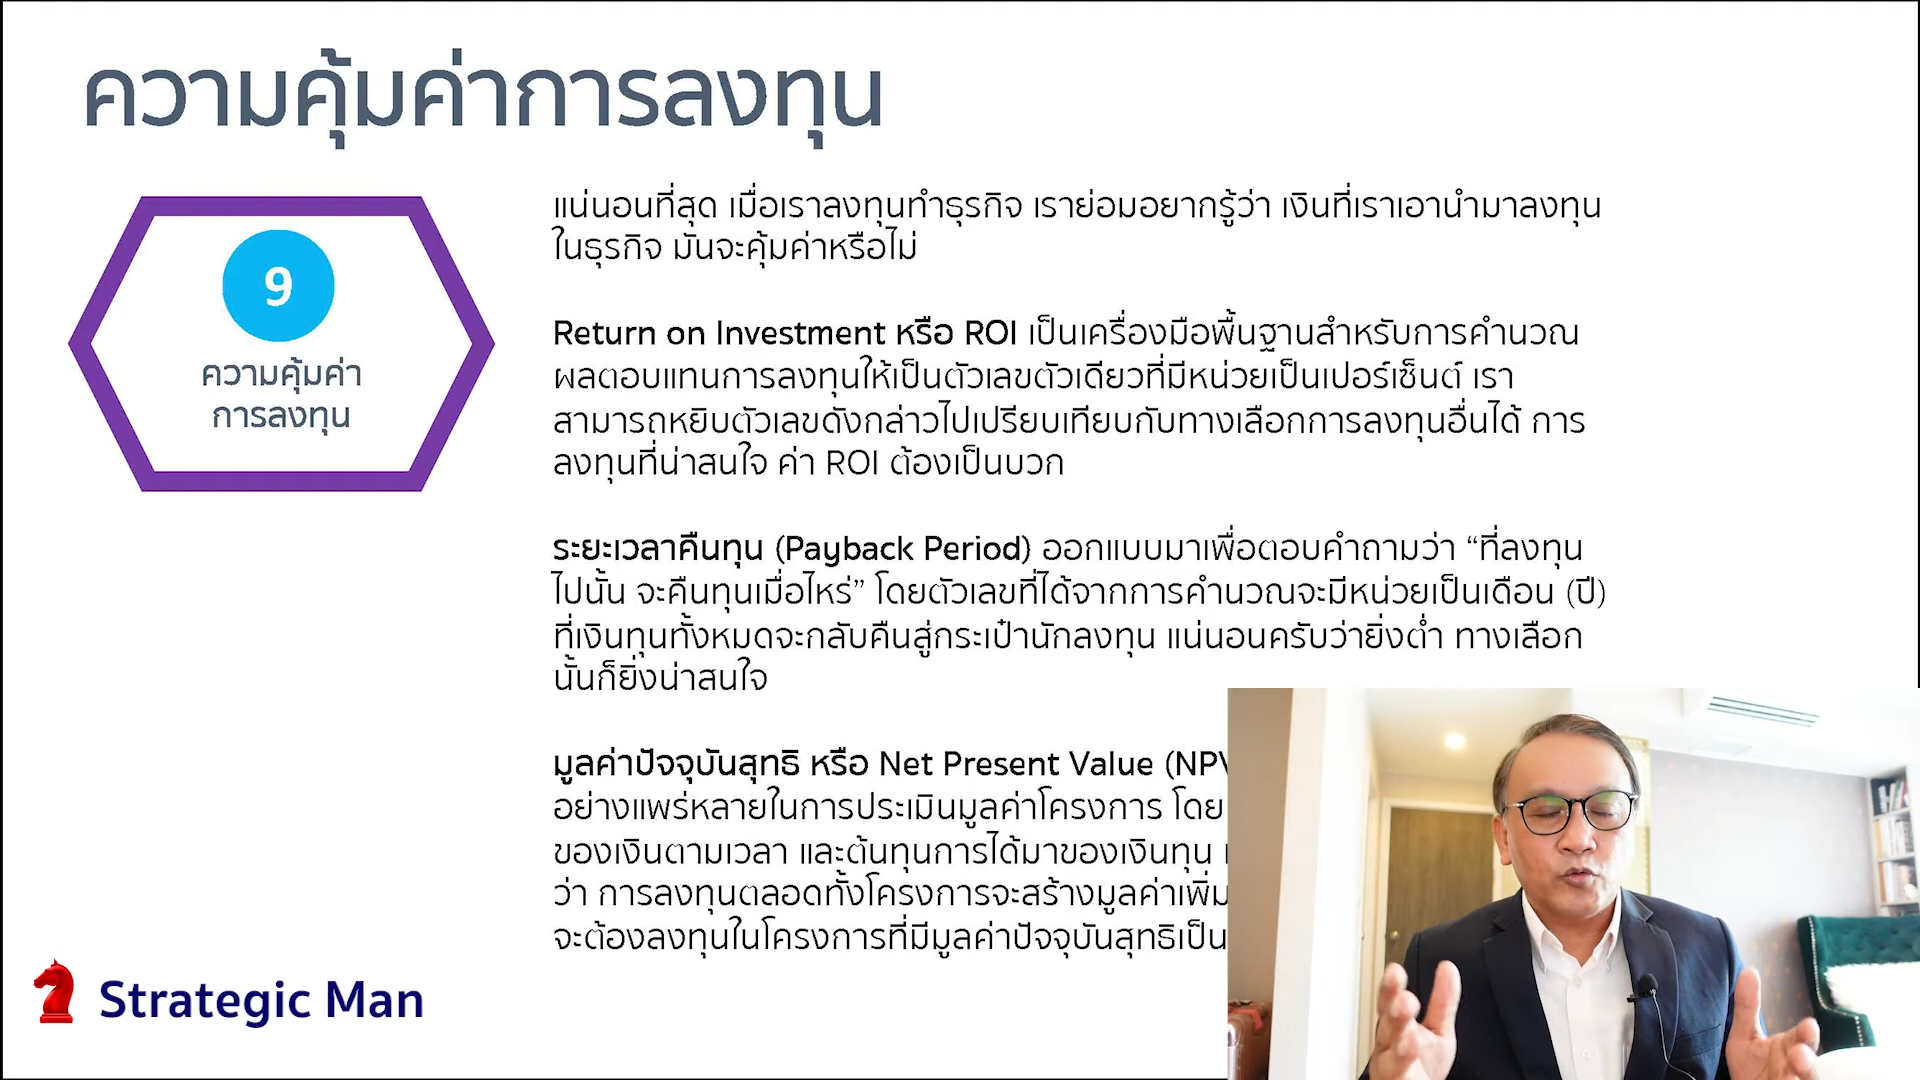 ความคุ้มค่าการลงทุน
9
ความคุ้มค่า
การลงทุน
แน่นอนที่สุด เมื่อเราลงทุนทำธุรกิจ เราย่อมอยากรู้ว่า เงินที่เราเอานำมาลงทุน
ในธุรกิจ มันจะคุ้มค่าหรือไม่
Return on Investment หรือ ROI เป็นเครื่องมือพื้นฐานสำหรับการคำนวณ
ผลตอบแทนการลงทุนให้เป็นตัวเลขตัวเดียวที่มีหน่วยเป็นเปอร์เซ็นต์ เรา
สามารถหยิบตัวเลขดังกล่าวไปเปรียบเทียบกับทางเลือกการลงทุนอื่นได้ การ
ลงทุนที่น่าสนใจ ค่า ROI ต้องเป็นบวก
ระยะเวลาคืนทุน (Payback Period) ออกแบบมาเพื่อตอบคำถามว่า “ที่ลงทุน
ไปนั้น จะคืนทุนเมื่อไหร่” โดยตัวเลขที่ได้จากการคำนวณจะมีหน่วยเป็นเดือน (ปี)
ที่เงินทุนทั้งหมดจะกลับคืนสู่กระเป๋านักลงทุน แน่นอนครับว่ายิ่งต่ำ ทางเลือก
นั้นก็ยิ่งน่าสนใจ
มูลค่าปัจจุบันสุทธิ หรือ Net Present Value (NPV
อย่างแพร่หลายในการประเมินมูลค่าโครงการ โดย
ของเงินตามเวลา และต้นทุนการได้มาของเงินทุน
ว่า การลงทุนตลอดทั้งโครงการจะสร้างมูลค่าเพิ่ม
จะต้องลงทุนในโครงการที่มีมูลค่าปัจจุบันสุทธิเป็น
Strategic Man